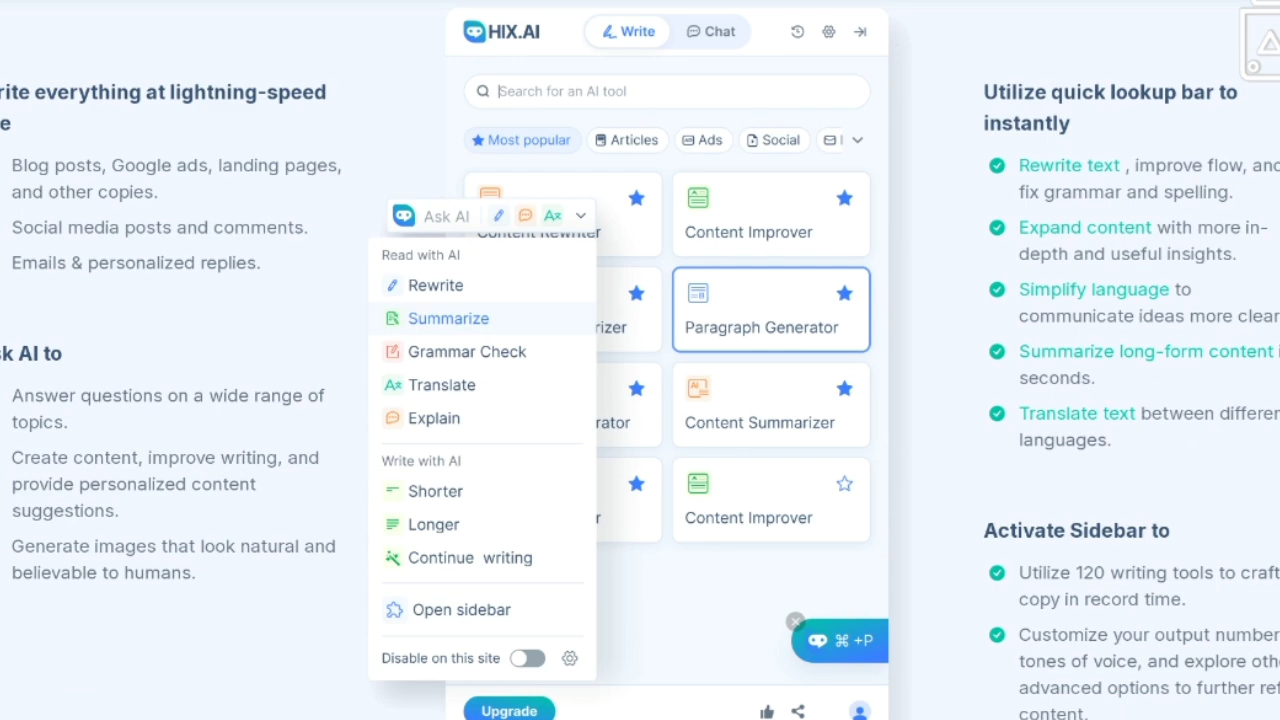 HIX.AI
Write
Chat
Search for an AI tool
Most popular
Articles
Ads
Social
everything at lightning-speed
Blog posts, Google ads, landing pages,
and other copies.
Social media posts and comments.
Emails & personalized replies.
AI to
Answer questions on a wide range of
topics.
Create content, improve writing, and
provide personalized content
suggestions.
Generate images that look natural and
believable to humans.
Ask AI
Read with AI
Rewrite
Summarize
Grammar Check
Translate
Explain
Write with AI
Shorter
Longer
Continue writing
Open sidebar
Disable on this site
Content Rewriter
Content Improver
Paragraph Generator
Content Summarizer
Content Improver
⌘ +P
Upgrade
Utilize quick lookup bar to
instantly
Rewrite text , improve flow, and
fix grammar and spelling.
Expand content with more in-
depth and useful insights.
Simplify language to
communicate ideas more
Summarize long-form content
seconds.
Translate text between
languages.
Activate Sidebar to
Utilize 120 writing tools to craft
copy in record time.
Customize your output number
tones of voice, and explore
advanced options to further
content.